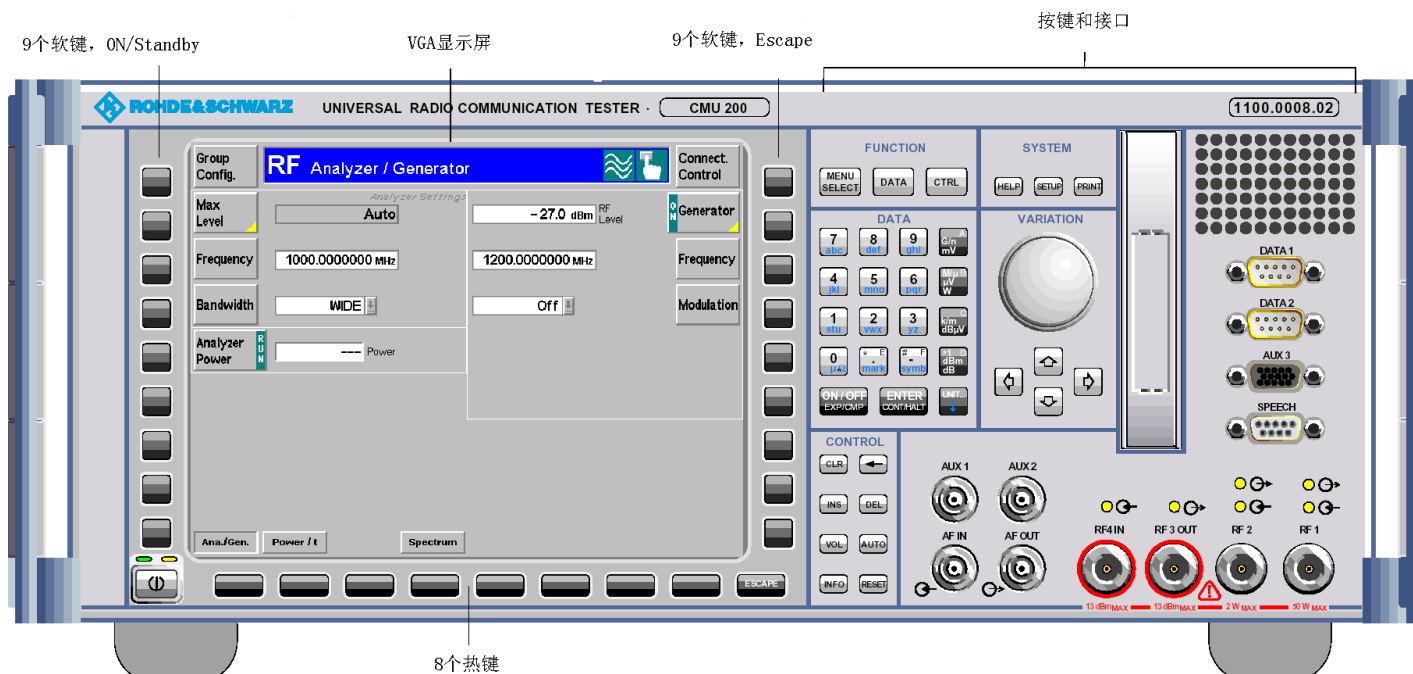 9个软键, ON/Standby
VGA显示屏
9个软键, Escape
按键和接口
ROHDE&SCHWARZ
UNIVERSAL RADIO COMMUNICATION TESTER · CMU 200
1100.0008.02
Group Config.
RF Analyzer / Generator
Connect. Control
Analyzer Settings
Max Level
Auto
-27.0 dBm
RF Level
ON
Generator
Frequency
1000.0000000 MHz
1200.0000000 MHz
Frequency
Bandwidth
WIDE
Off
Modulation
Analyzer Power
RUN
---
Power
Ana./Gen.
Power / t
Spectrum
ESCAPE
8个热键
FUNCTION
MENU SELECT
DATA
CTRL
SYSTEM
HELP
SETUP
PRINT
DATA
7 abc
8 def
9 ghi
G/n mV A
4 jkl
5 mno
6 pqr
M/µ µV W B
1 stu
2 vwx
3 yz
k/m dBµV C
0
* . E mark
# - F symb
*1 D dBm dB
ON / OFF EXP/CMP
ENTER CONT/HALT
UNIT...
VARIATION
CONTROL
CLR
INS
DEL
VOL
AUTO
INFO
RESET
AUX 1
AUX 2
AF IN
AF OUT
DATA 1
DATA 2
AUX 3
SPEECH
RF4 IN
RF 3 OUT
RF 2
RF 1
13 dBm MAX
13 dBm MAX
2 W MAX
50 W MAX